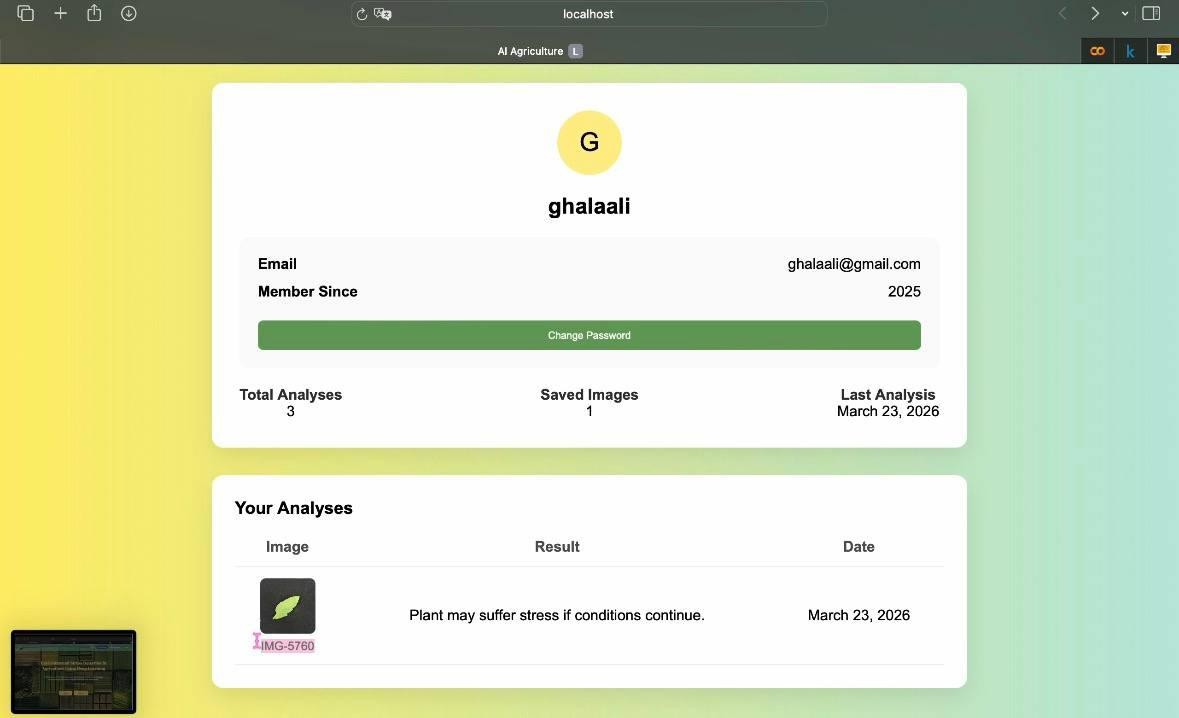 localhost
AI Agriculture L
k
G
ghalaali
Email ghalaali@gmail.com
Member Since 2025
Change Password
Total Analyses Saved Images Last Analysis
3 1 March 23, 2026
Your Analyses
Image Result Date
Plant may suffer stress if conditions continue. March 23, 2026
IMG-5760